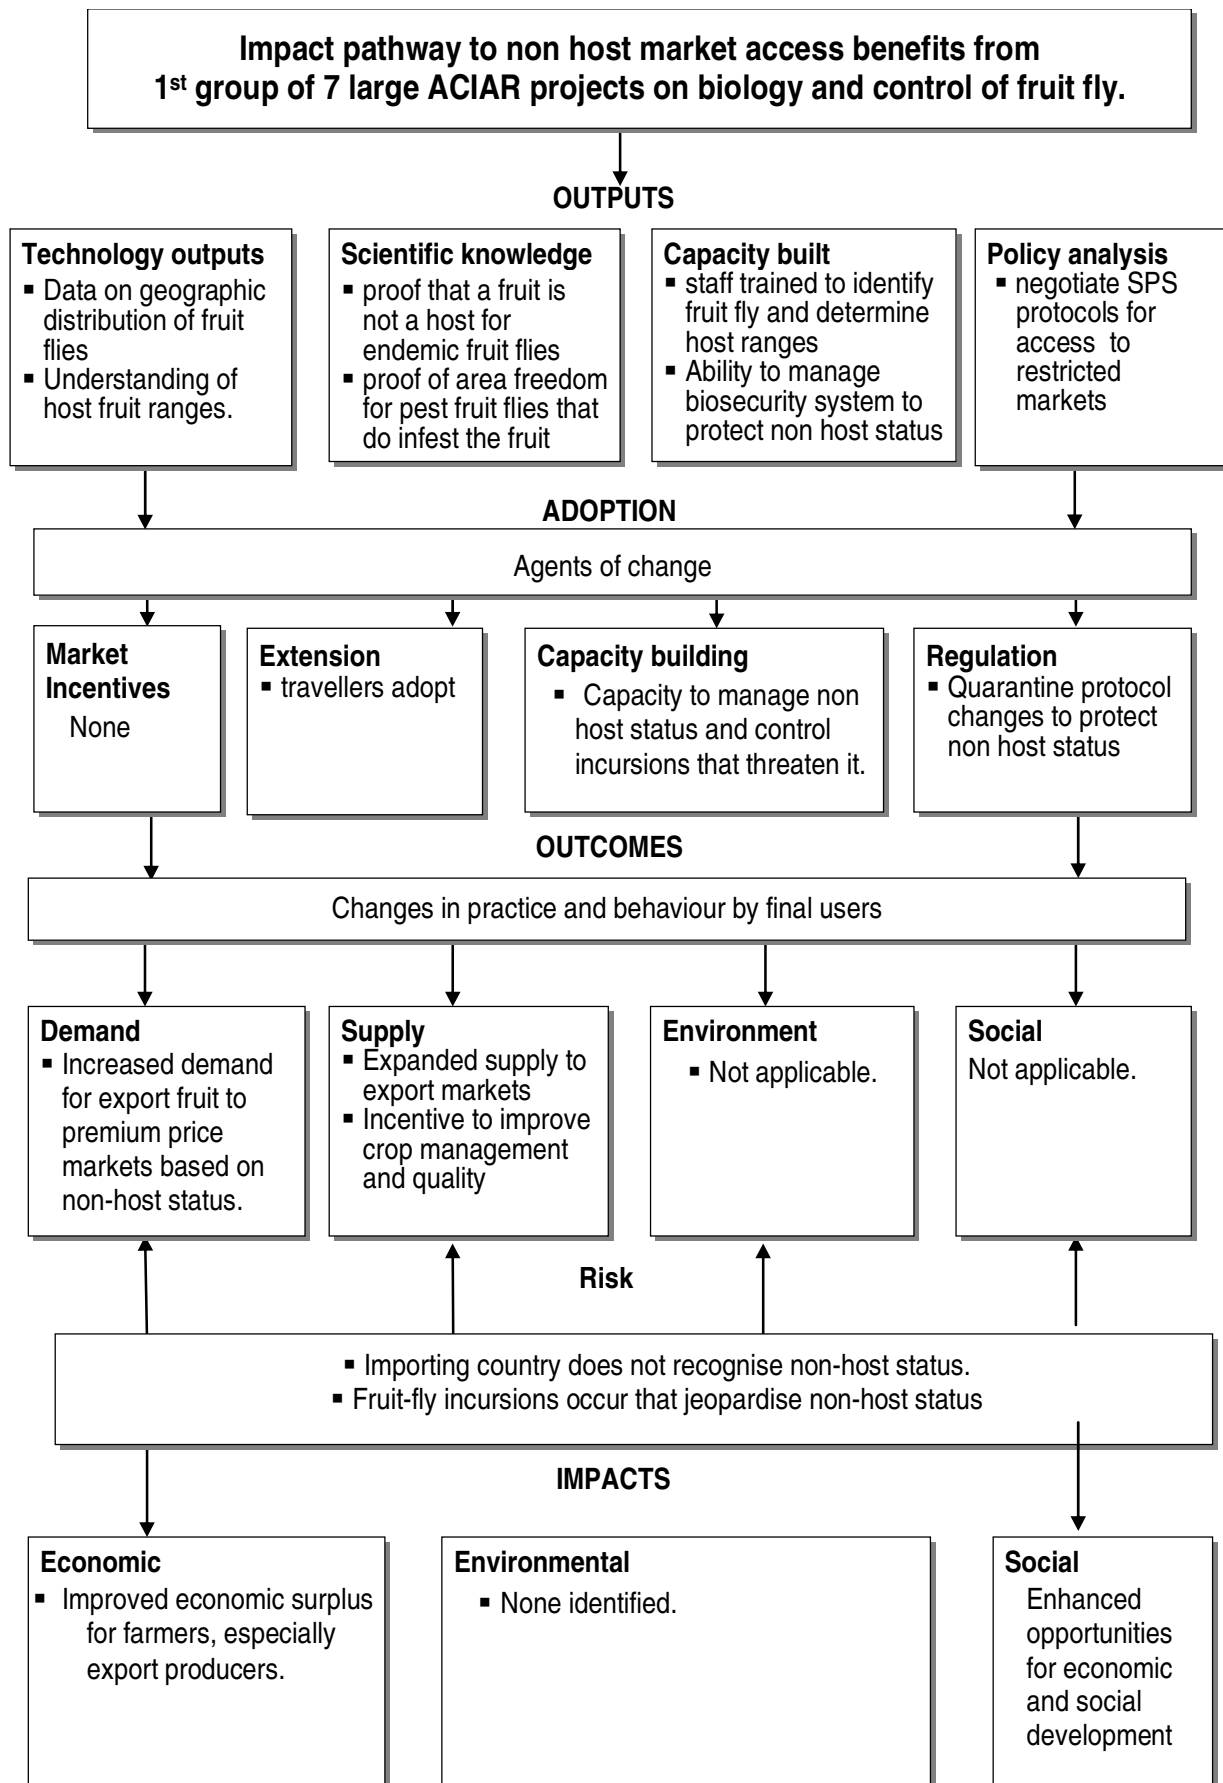 Impact pathway to non host market access benefits from
1st group of 7 large ACIAR projects on biology and control of fruit fly.
OUTPUTS
Technology outputs
▪ Data on geographic
distribution of fruit
flies
▪ Understanding of
host fruit ranges.
Scientific knowledge
▪ proof that a fruit is
not a host for
endemic fruit flies
▪ proof of area freedom
for pest fruit flies that
do infest the fruit
Capacity built
▪ staff trained to identify
fruit fly and determine
host ranges
▪ Ability to manage
biosecurity system to
protect non host status
Policy analysis
▪ negotiate SPS
protocols for
access to
restricted
markets
ADOPTION
Agents of change
Market
Incentives
None
Extension
▪ travellers adopt
Capacity building
▪ Capacity to manage non
host status and control
incursions that threaten it.
Regulation
▪ Quarantine protocol
changes to protect
non host status
OUTCOMES
Changes in practice and behaviour by final users
Demand
▪ Increased demand
for export fruit to
premium price
markets based on
non-host status.
Supply
▪ Expanded supply to
export markets
▪ Incentive to improve
crop management
and quality
Environment
▪ Not applicable.
Social
Not applicable.
Risk
▪ Importing country does not recognise non-host status.
▪ Fruit-fly incursions occur that jeopardise non-host status
IMPACTS
Economic
▪ Improved economic surplus
for farmers, especially
export producers.
Environmental
▪ None identified.
Social
Enhanced
opportunities
for economic
and social
development